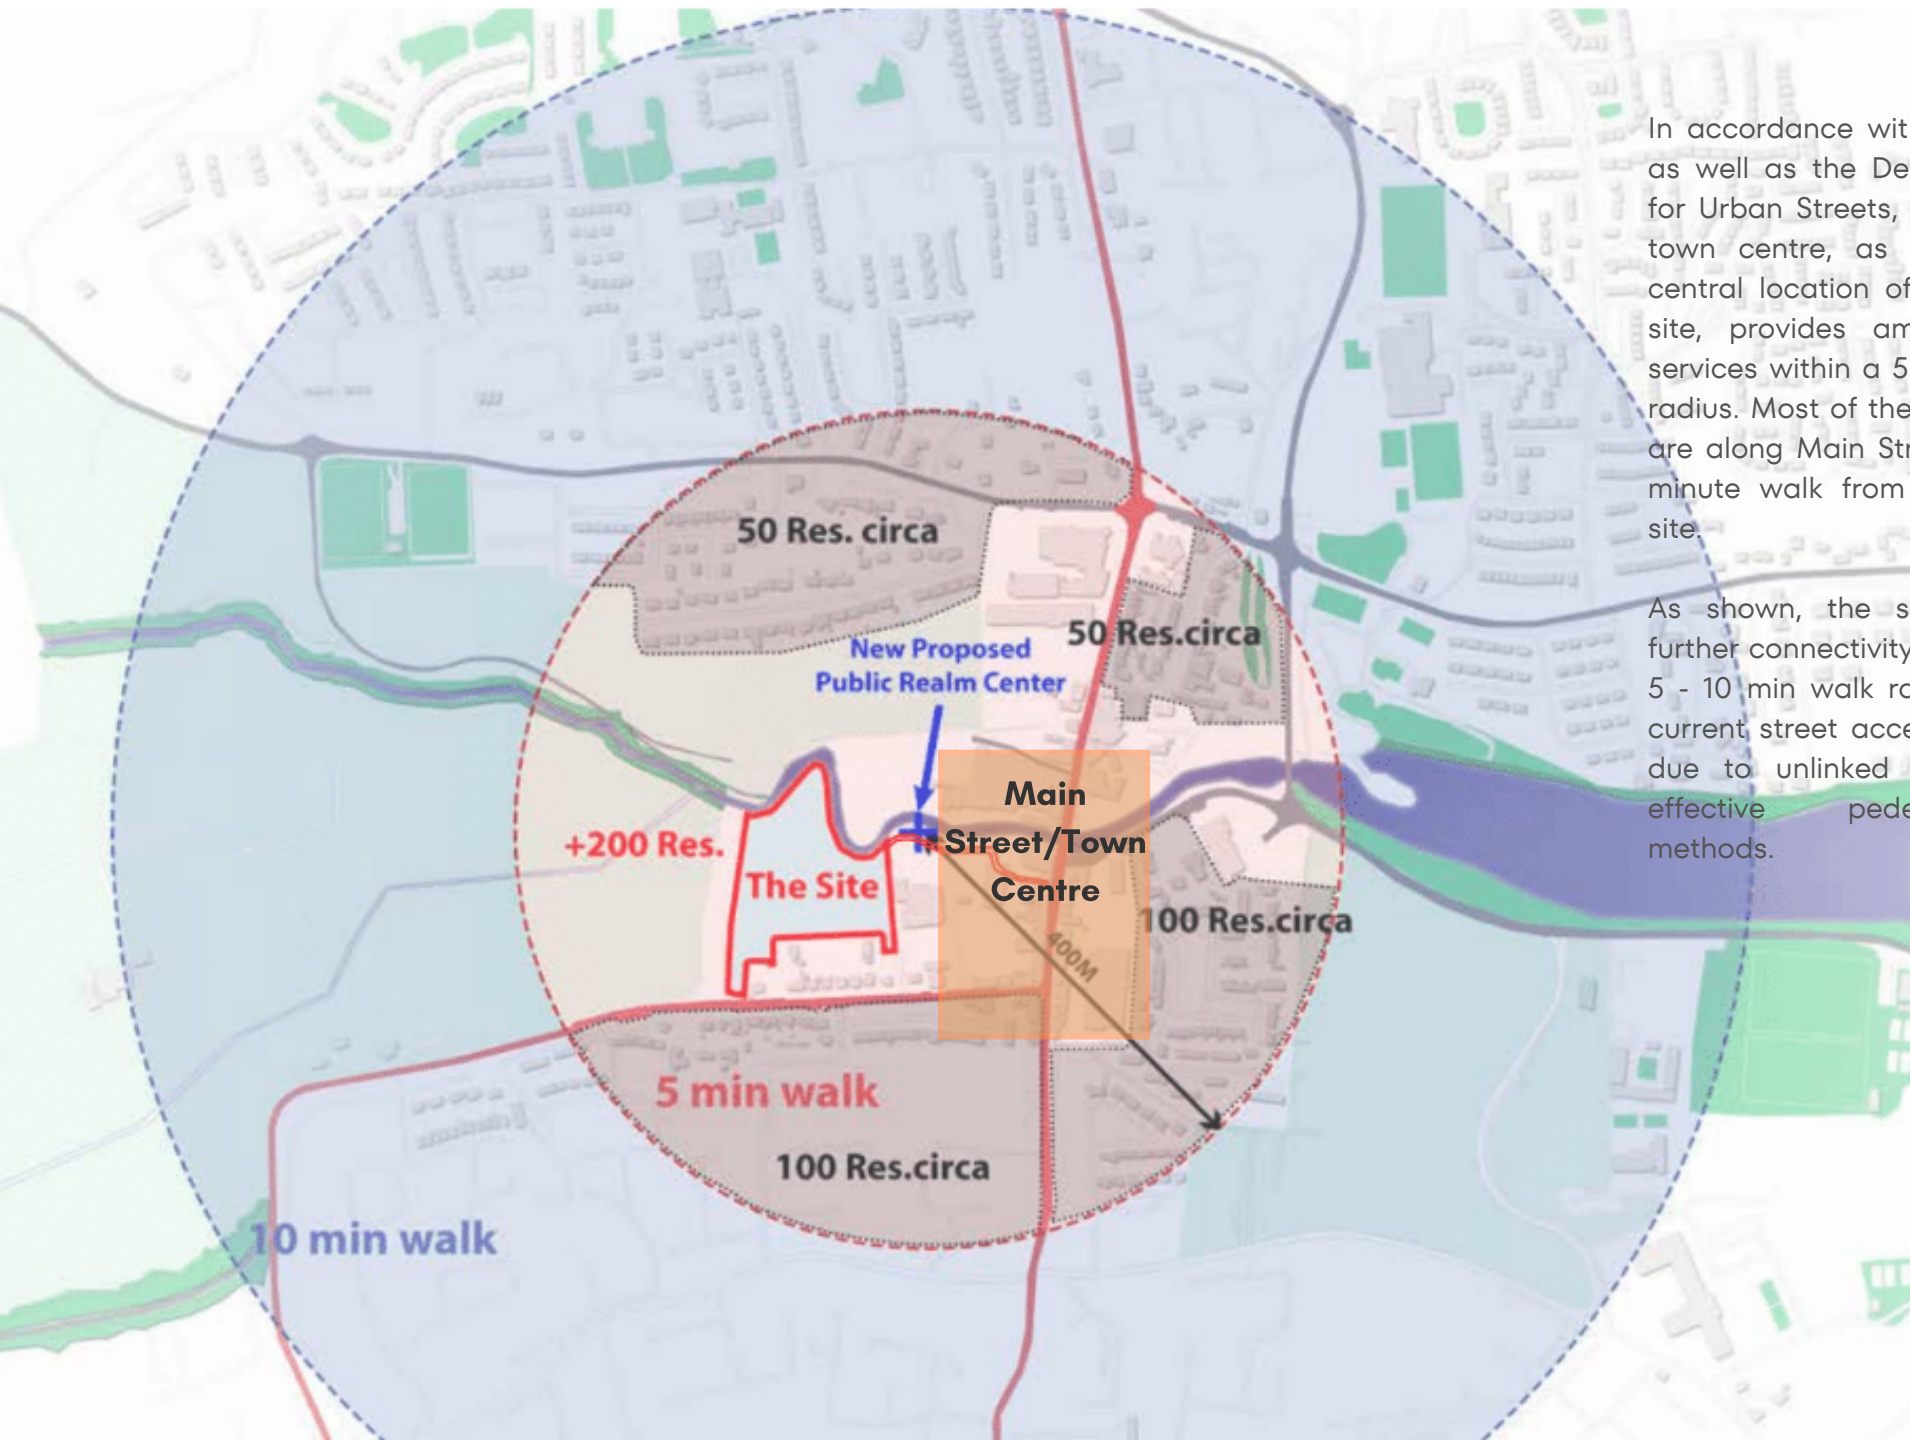 50 Res. circa
50 Res.circa
New Proposed
Public Realm Center
Main
Street/Town
Centre
+200 Res.
The Site
100 Res.circa
400M
5 min walk
100 Res.circa
10 min walk
In accordance wit
as well as the De
for Urban Streets,
town centre, as
central location of
site, provides am
services within a 5
radius. Most of the
are along Main Str
minute walk from
site.
As shown, the s
further connectivity
5 - 10 min walk ra
current street acce
due to unlinked
effective pede
methods.